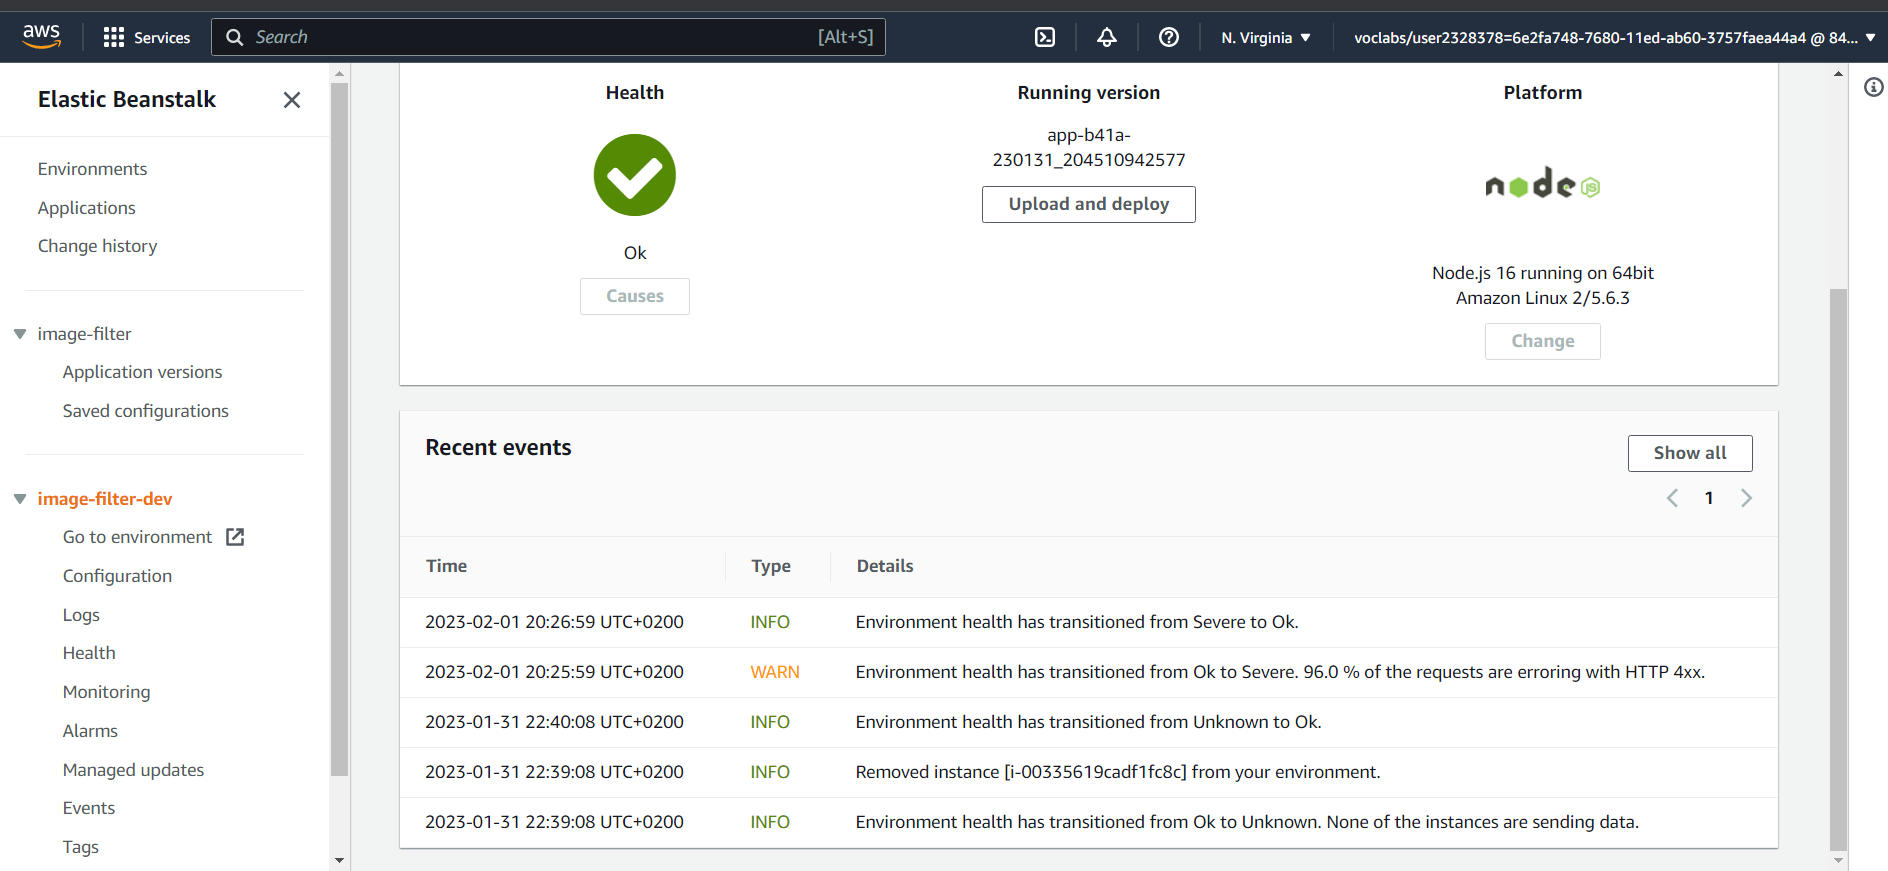 aws
Services
Search
[Alt+S]
N. Virginia
voclabs/user2328378=6e2fa748-7680-11ed-ab60-3757faea44a4 @ 84...
Elastic Beanstalk
Environments
Applications
Change history
image-filter
Application versions
Saved configurations
image-filter-dev
Go to environment
Configuration
Logs
Health
Monitoring
Alarms
Managed updates
Events
Tags
Health
Ok
Causes
Running version
app-b41a-
230131_204510942577
Upload and deploy
Platform
node JS
Node.js 16 running on 64bit
Amazon Linux 2/5.6.3
Change
Recent events
Show all
1
Time Type Details
2023-02-01 20:26:59 UTC+0200 INFO Environment health has transitioned from Severe to Ok.
2023-02-01 20:25:59 UTC+0200 WARN Environment health has transitioned from Ok to Severe. 96.0 % of the requests are erroring with HTTP 4xx.
2023-01-31 22:40:08 UTC+0200 INFO Environment health has transitioned from Unknown to Ok.
2023-01-31 22:39:08 UTC+0200 INFO Removed instance [i-00335619cadf1fc8c] from your environment.
2023-01-31 22:39:08 UTC+0200 INFO Environment health has transitioned from Ok to Unknown. None of the instances are sending data.